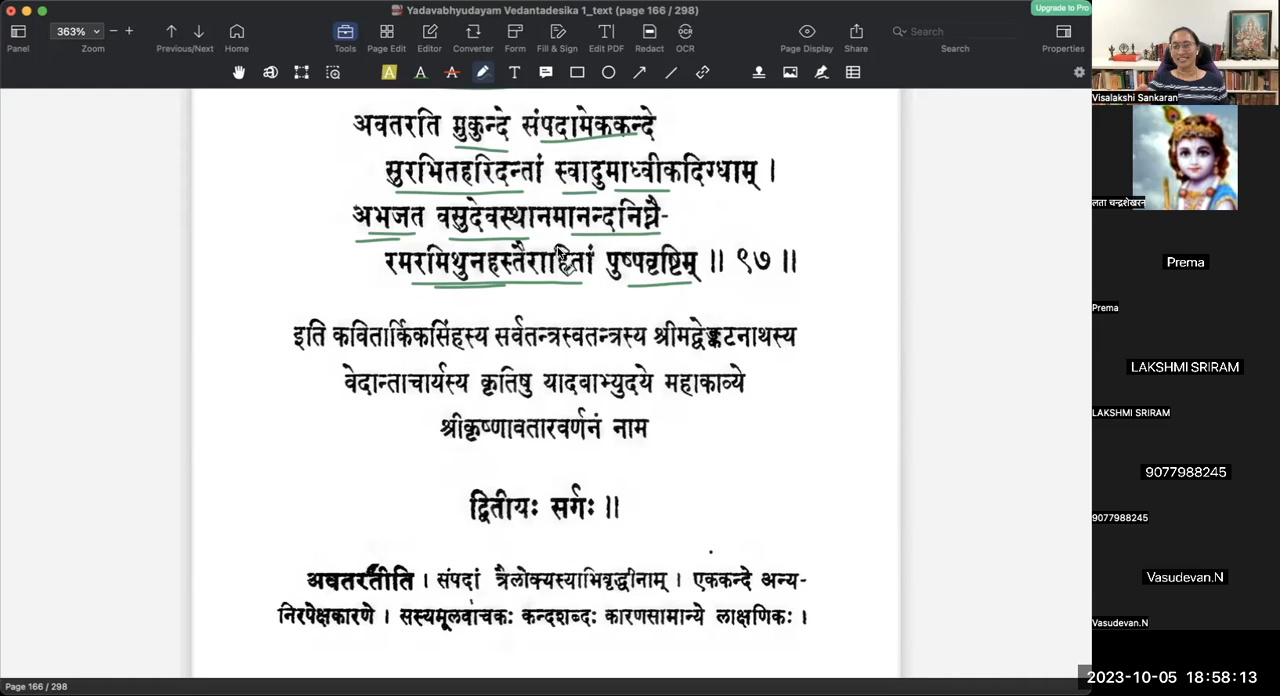 Yadavabhyudayam Vedantadesika 1_text (page 166 / 298)
Upgrade to Pro
363%
Panel
Zoom
Previous/Next
Home
Tools
Page Edit
Editor
Converter
Form
Fill & Sign
Edit PDF
Redact
OCR
Page Display
Share
Search
Search
Properties
अवतरति मुकुन्दे संपदामेककन्दे
सुरभितहरिदन्तां स्वादुमाध्वीकदिग्धाम् ।
अभजत वसुदेवस्थानमानन्दनिघ्नै-
रमरमिथुनहस्तैराहितां पुष्पवृष्टिम् ॥ ९७ ॥
इति कवितार्किकसिंहस्य सर्वतन्त्रस्वतन्त्रस्य श्रीमद्वेङ्कटनाथस्य
वेदान्ताचार्यस्य कृतिषु यादवाभ्युदये महाकाव्ये
श्रीकृष्णावतारवर्णनं नाम
द्वितीयः सर्गः ॥
अवतरतीति । संपदां त्रैलोक्यस्याभिवृद्धीनाम् । एककन्दे अन्य-
निरपेक्षकारणे । सस्यमूलवाचकः कन्दशब्दः कारणसामान्ये लाक्षणिकः ।
Page 166 / 298
Visalakshi Sankaran
लता चन्द्रशेखरन
Prema
Prema
LAKSHMI SRIRAM
LAKSHMI SRIRAM
9077988245
9077988245
Vasudevan.N
Vasudevan.N
2023-10-05 18:58:13